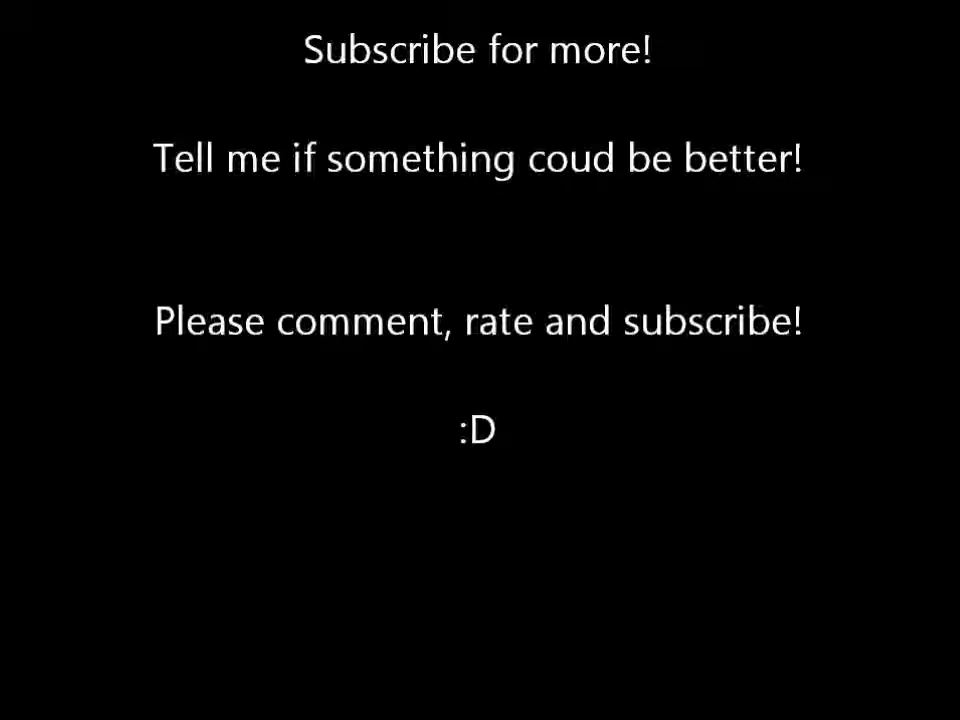 Subscribe for more!
Tell me if something coud be better!
Please comment, rate and subscribe!
:D